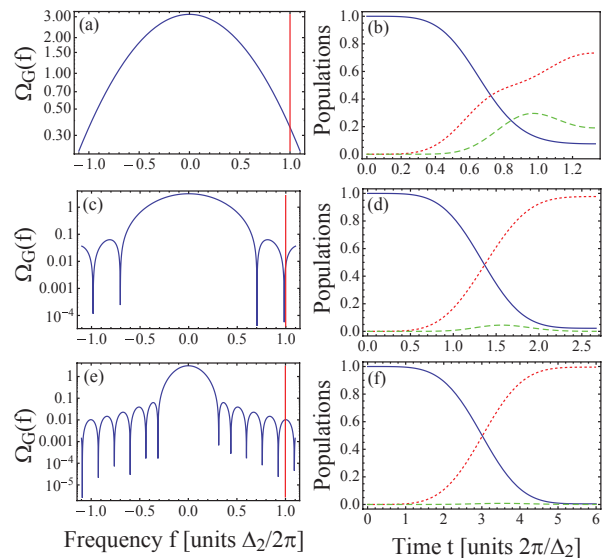 (a)
Ω_G(f)
3.00
2.00
1.50
1.00
0.70
0.50
0.30
−1.0 −0.5 0.0 0.5 1.0
(b)
Populations
1.0
0.8
0.6
0.4
0.2
0.0
0.0 0.2 0.4 0.6 0.8 1.0 1.2
(c)
Ω_G(f)
1
0.1
0.01
0.001
10⁻⁴
−1.0 −0.5 0.0 0.5 1.0
(d)
Populations
1.0
0.8
0.6
0.4
0.2
0.0
0.0 0.5 1.0 1.5 2.0 2.5
(e)
Ω_G(f)
1
0.1
0.01
0.001
10⁻⁵
−1.0 −0.5 0.0 0.5 1.0
Frequency f [units Δ₂/2π]
(f)
Populations
1.0
0.8
0.6
0.4
0.2
0.0
0 1 2 3 4 5 6
Time t [units 2π/Δ₂]